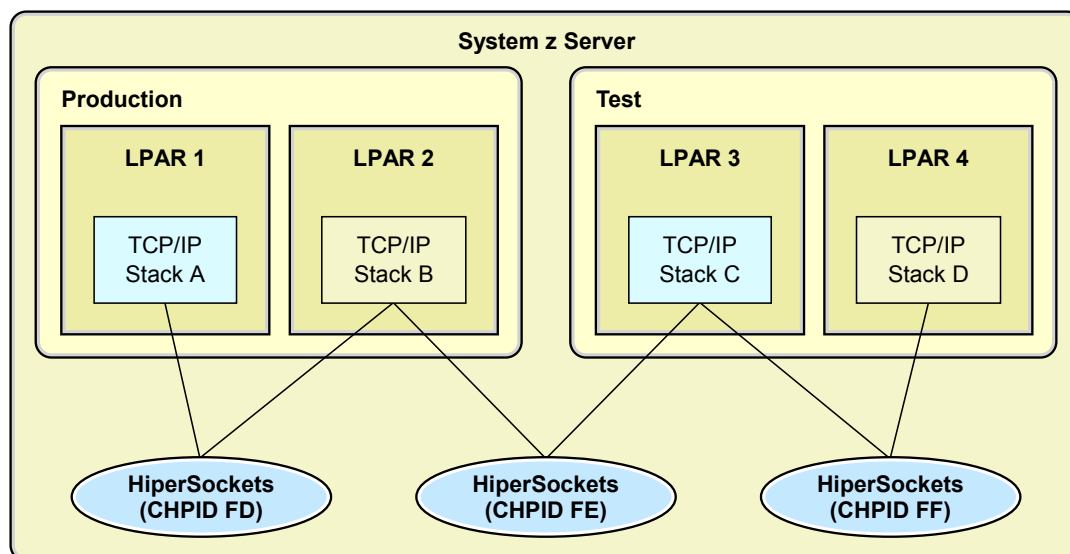 System z Server
Production
Test
LPAR 1
LPAR 2
LPAR 3
LPAR 4
TCP/IP
Stack A
TCP/IP
Stack B
TCP/IP
Stack C
TCP/IP
Stack D
HiperSockets
(CHPID FD)
HiperSockets
(CHPID FE)
HiperSockets
(CHPID FF)